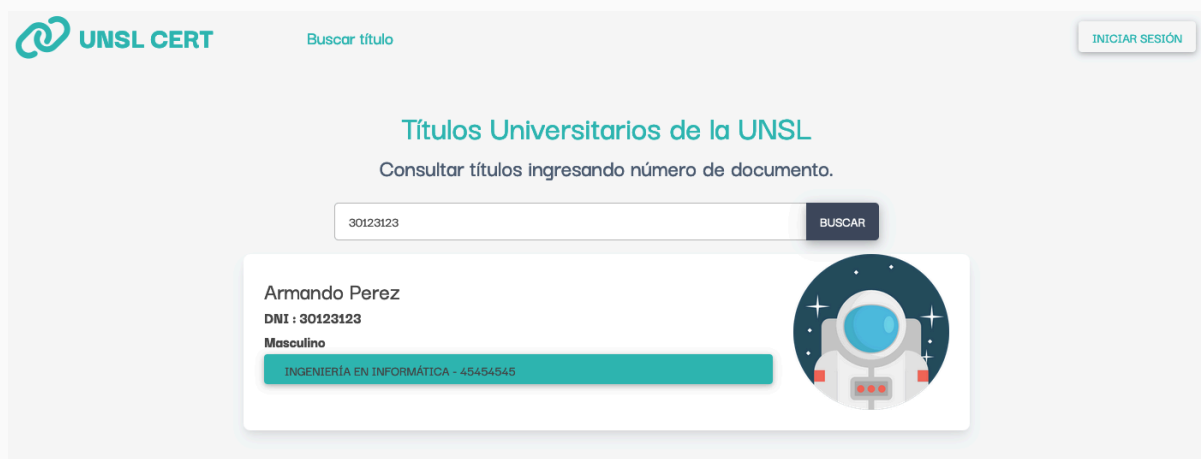 UNSL CERT
Buscar título
INICIAR SESIÓN
Títulos Universitarios de la UNSL
Consultar títulos ingresando número de documento.
30123123
BUSCAR
Armando Perez
DNI : 30123123
Masculino
INGENIERÍA EN INFORMÁTICA - 45454545